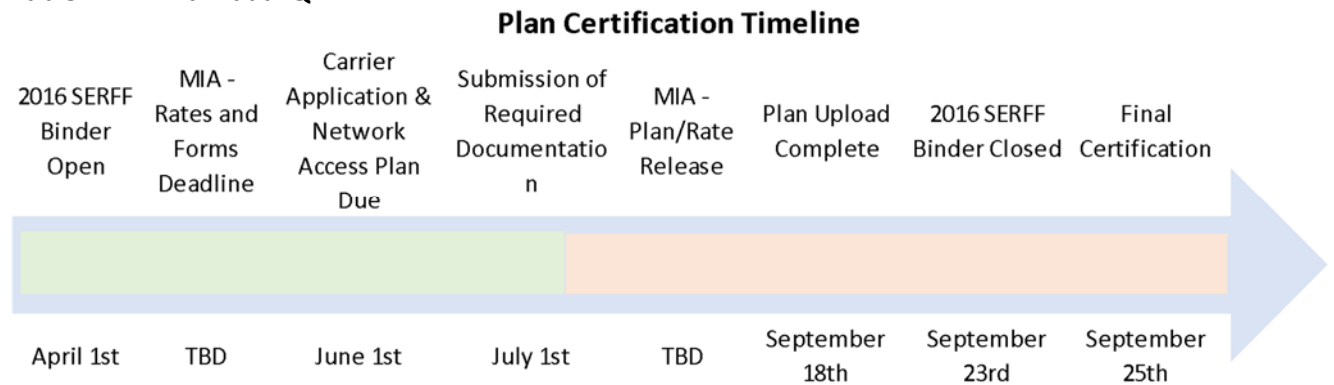 Plan Certification Timeline
2016 SERFF
Binder
Open
MIA -
Rates and
Forms
Deadline
Carrier
Application &
Network
Access Plan
Due
Submission of
Required
Documentatio
n
MIA -
Plan/Rate
Release
Plan Upload
Complete
2016 SERFF
Binder Closed
Final
Certification
April 1st
TBD
June 1st
July 1st
TBD
September
18th
September
23rd
September
25th